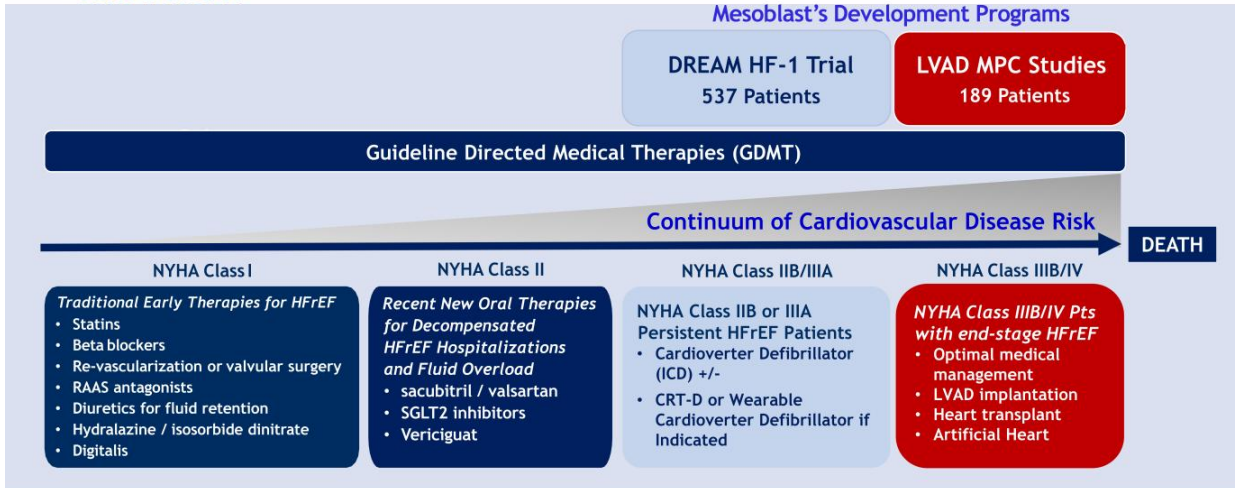 Mesoblast's Development Programs
DREAM HF-1 Trial
537 Patients
LVAD MPC Studies
189 Patients
Guideline Directed Medical Therapies (GDMT)
Continuum of Cardiovascular Disease Risk
DEATH
NYHA Class I
Traditional Early Therapies for HFrEF
• Statins
• Beta blockers
• Re-vascularization or valvular surgery
• RAAS antagonists
• Diuretics for fluid retention
• Hydralazine / isosorbide dinitrate
• Digitalis
NYHA Class II
Recent New Oral Therapies
for Decompensated
HFrEF Hospitalizations
and Fluid Overload
• sacubitril / valsartan
• SGLT2 inhibitors
• Vericiguat
NYHA Class IIB/IIIA
NYHA Class IIB or IIIA
Persistent HFrEF Patients
• Cardioverter Defibrillator
(ICD) +/-
• CRT-D or Wearable
Cardioverter Defibrillator if
Indicated
NYHA Class IIIB/IV
NYHA Class IIIB/IV Pts
with end-stage HFrEF
• Optimal medical
management
• LVAD implantation
• Heart transplant
• Artificial Heart